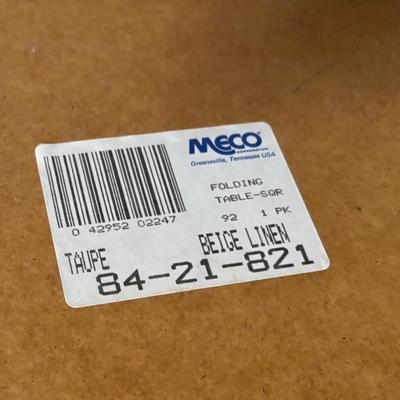 MECO
CORPORATION
Greeneville, Tennessee USA
FOLDING
TABLE-SQR
92 1 PK
0 42952 02247
TAUPE BEIGE LINEN
84-21-821